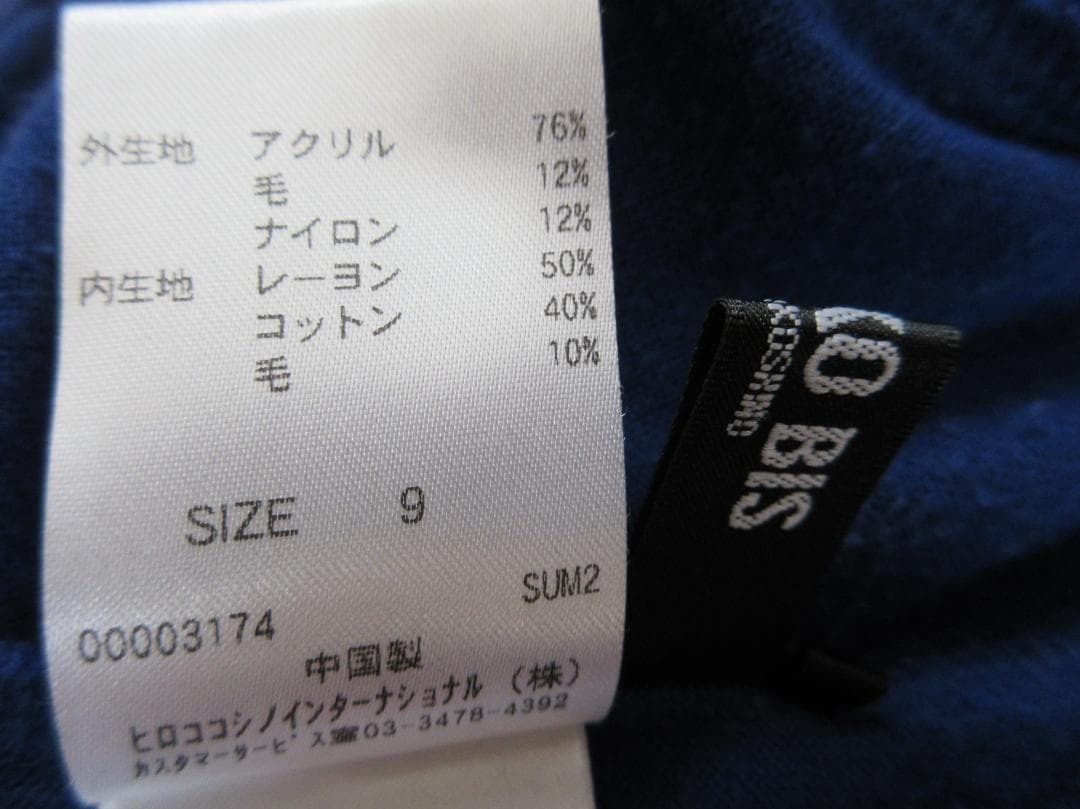 外生地 アクリル 76%
毛 12%
ナイロン 12%
内生地 レーヨン 50%
コットン 40%
毛 10%
SIZE 9
SUM2
00003174
中国製
ヒロココシノインターナショナル（株）
カスタマーサービス室03-3478-4392
KO BIS
KOSHINO